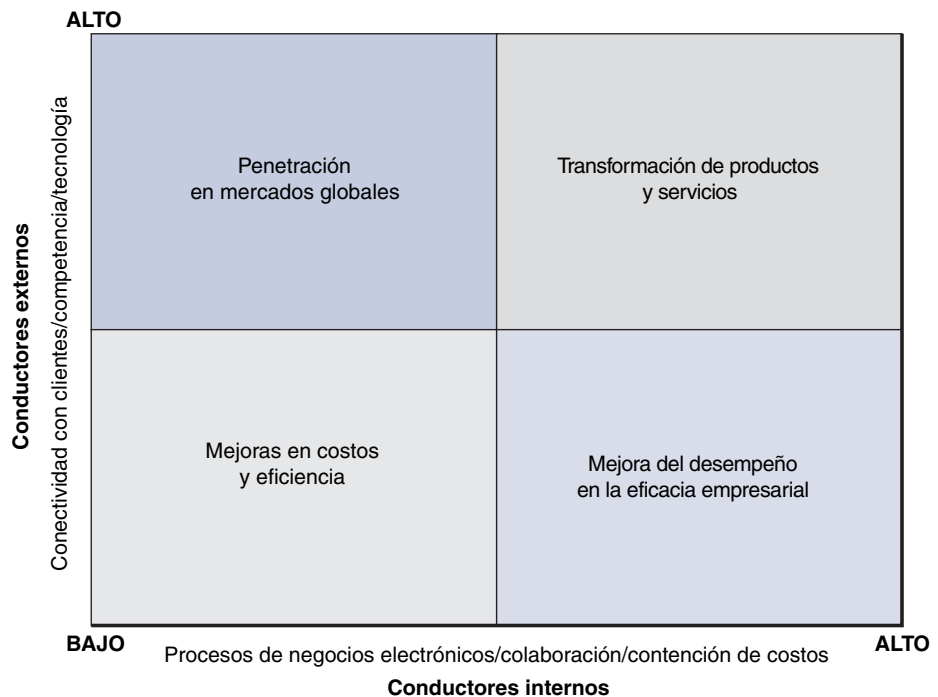 ALTO
Conductores externos
Conectividad con clientes/competencia/tecnología
Penetración
en mercados globales
Transformación de productos
y servicios
Mejoras en costos
y eficiencia
Mejora del desempeño
en la eficacia empresarial
BAJO
Procesos de negocios electrónicos/colaboración/contención de costos
ALTO
Conductores internos